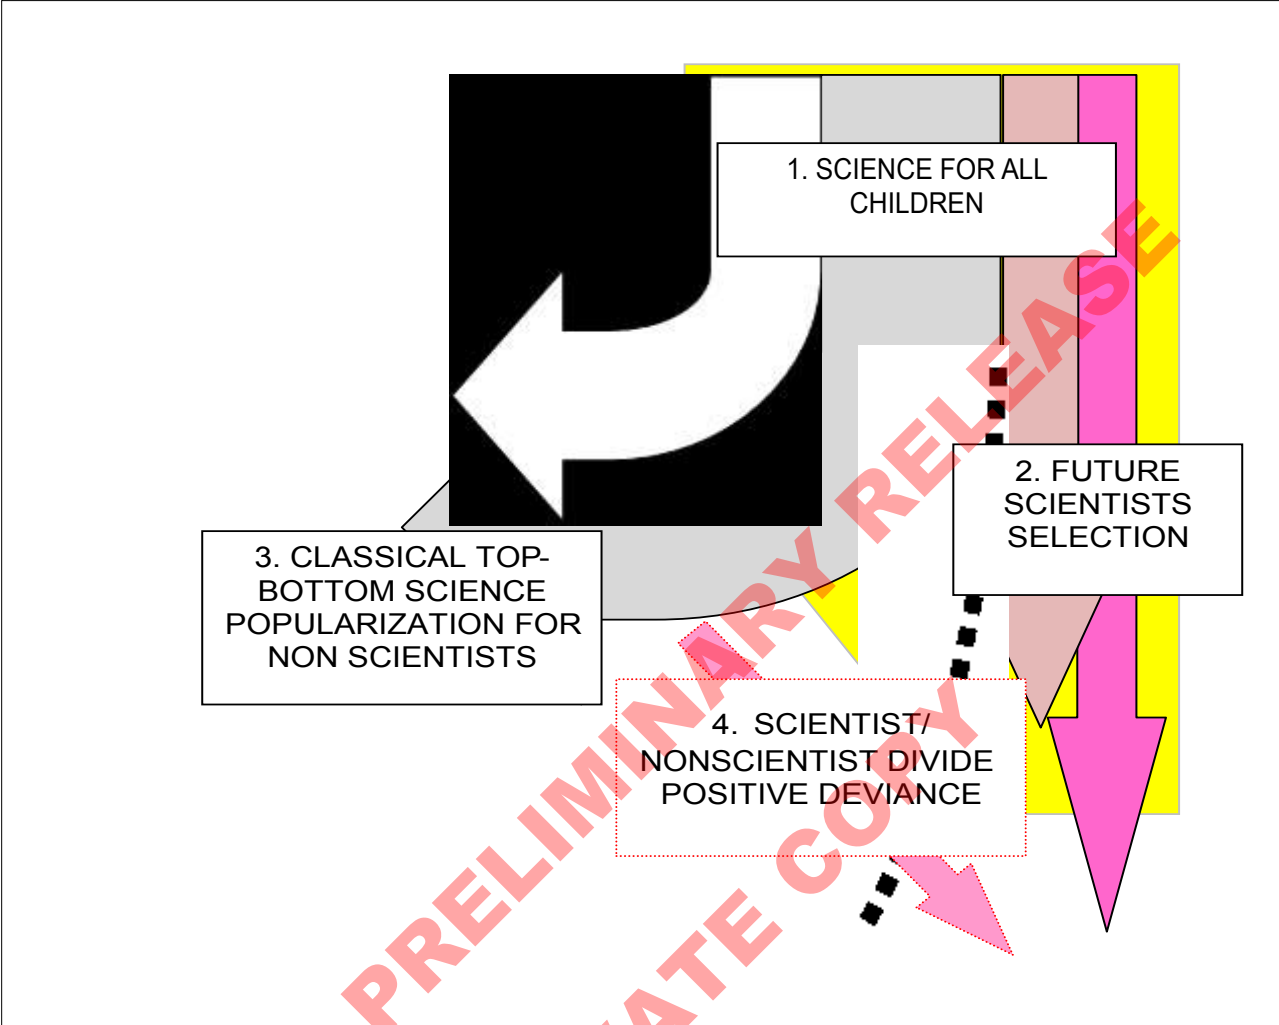 1. SCIENCE FOR ALL
CHILDREN
2. FUTURE
SCIENTISTS
SELECTION
3. CLASSICAL TOP-
BOTTOM SCIENCE
POPULARIZATION FOR
NON SCIENTISTS
4. SCIENTIST/
NONSCIENTIST DIVIDE
POSITIVE DEVIANCE
PRELIMINARY RELEASE
COPY